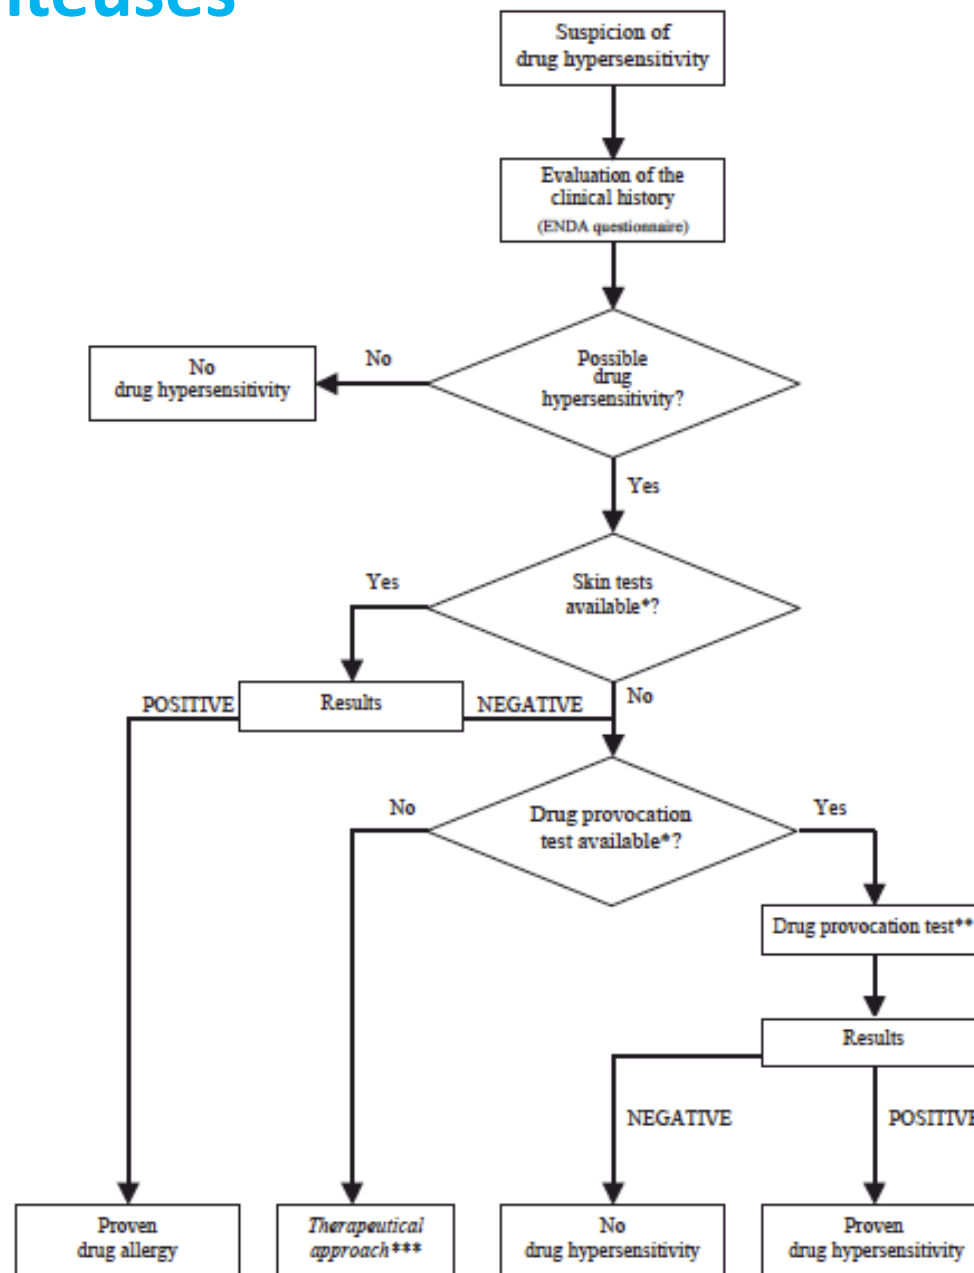 iteuses
Suspicion of
drug hypersensitivity
Evaluation of the
clinical history
(ENDA questionnaire)
No
drug hypersensitivity
No
Possible
drug
hypersensitivity?
Yes
Yes
Skin tests
available*?
POSITIVE
Results
NEGATIVE
No
No
Drug provocation
test available*?
Yes
Drug provocation test**
Results
NEGATIVE
POSITIVE
Proven
drug allergy
Therapeutical
approach***
No
drug hypersensitivity
Proven
drug hypersensitivity